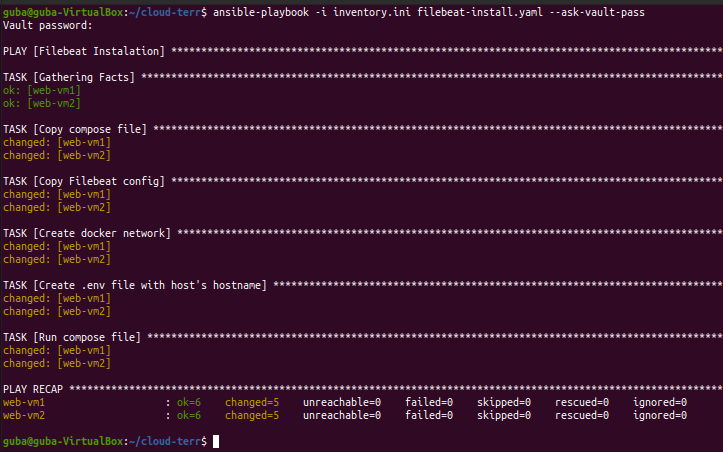 guba@guba-VirtualBox:~/cloud-terr$ ansible-playbook -i inventory.ini filebeat-install.yaml --ask-vault-pass
Vault password:
PLAY [Filebeat Instalation] ********************************************************************************************
TASK [Gathering Facts] *************************************************************************************************
ok: [web-vm1]
ok: [web-vm2]
TASK [Copy compose file] ***********************************************************************************************
changed: [web-vm1]
changed: [web-vm2]
TASK [Copy Filebeat config] ********************************************************************************************
changed: [web-vm1]
changed: [web-vm2]
TASK [Create docker network] *******************************************************************************************
changed: [web-vm1]
changed: [web-vm2]
TASK [Create .env file with host's hostname] ***************************************************************************
changed: [web-vm1]
changed: [web-vm2]
TASK [Run compose file] ************************************************************************************************
changed: [web-vm1]
changed: [web-vm2]
PLAY RECAP *************************************************************************************************************
web-vm1                    : ok=6    changed=5    unreachable=0    failed=0    skipped=0    rescued=0    ignored=0
web-vm2                    : ok=6    changed=5    unreachable=0    failed=0    skipped=0    rescued=0    ignored=0
guba@guba-VirtualBox:~/cloud-terr$